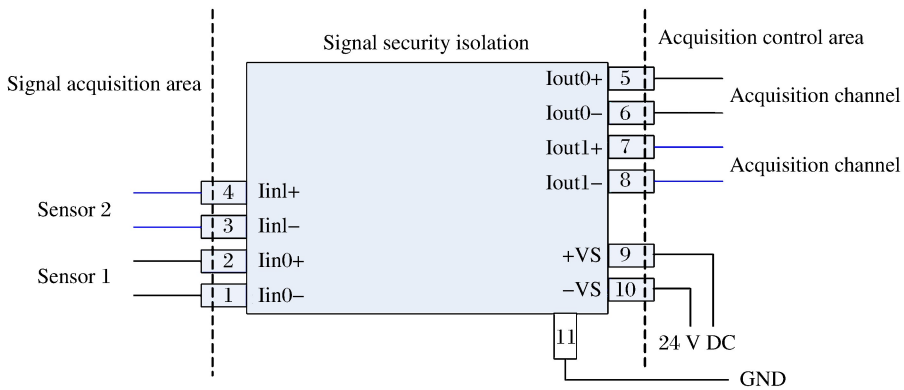 Signal security isolation
Acquisition control area
Signal acquisition area
Iout0+ 5
Iout0− 6
Acquisition channel
Iout1+ 7
Iout1− 8
Acquisition channel
Sensor 2
4 Iinl+
3 Iinl−
Sensor 1
2 Iin0+
1 Iin0−
+VS 9
−VS 10
11
24 V DC
GND